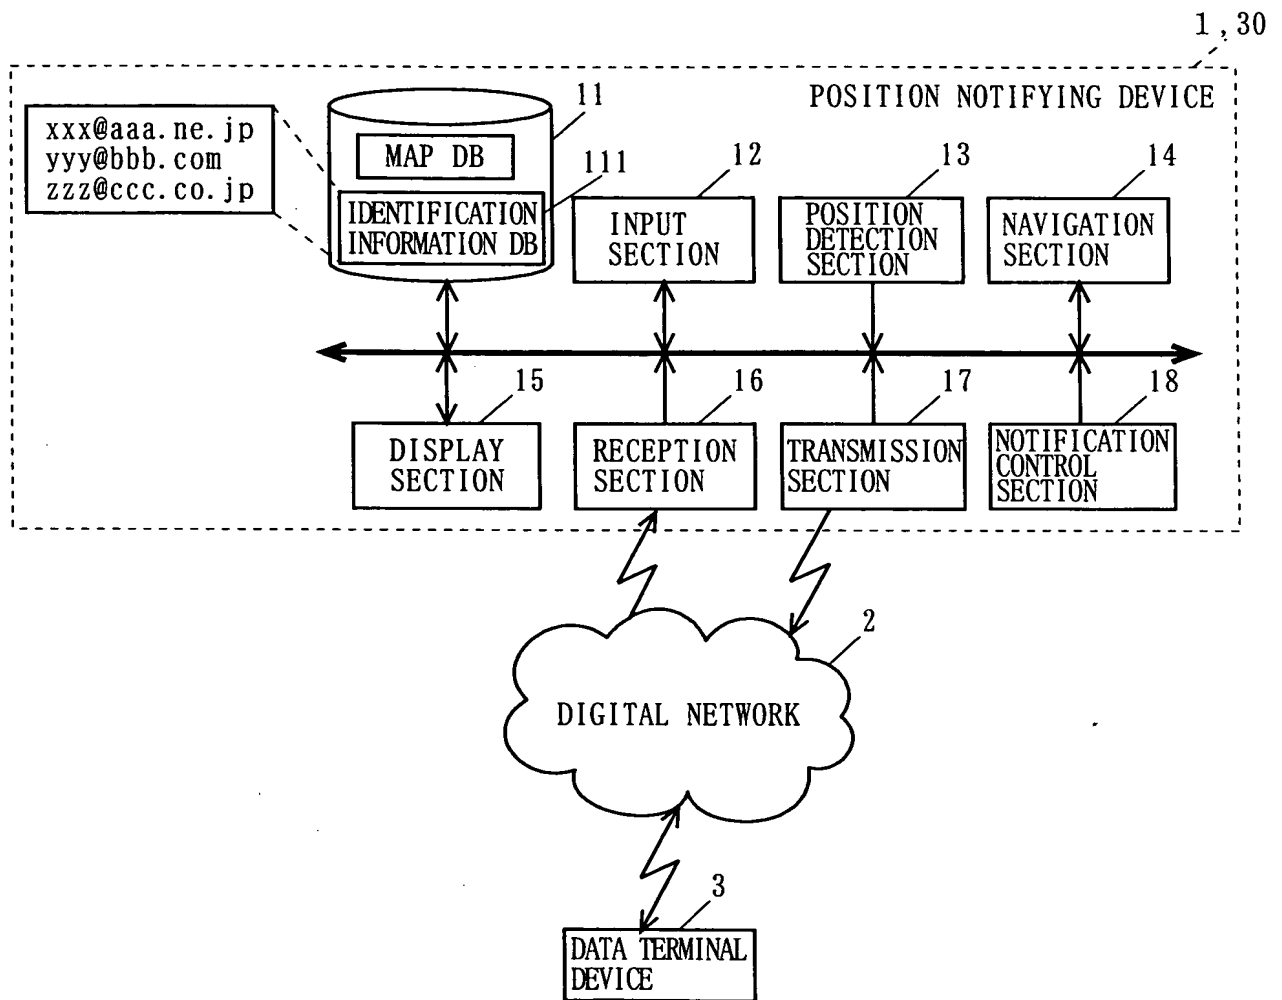 1,30
POSITION NOTIFYING DEVICE
xxx@aaa.ne.jp
yyy@bbb.com
zzz@ccc.co.jp
11
MAP DB
111
IDENTIFICATION
INFORMATION DB
12
INPUT
SECTION
13
POSITION
DETECTION
SECTION
14
NAVIGATION
SECTION
15
DISPLAY
SECTION
16
RECEPTION
SECTION
17
TRANSMISSION
SECTION
18
NOTIFICATION
CONTROL
SECTION
2
DIGITAL NETWORK
3
DATA TERMINAL
DEVICE